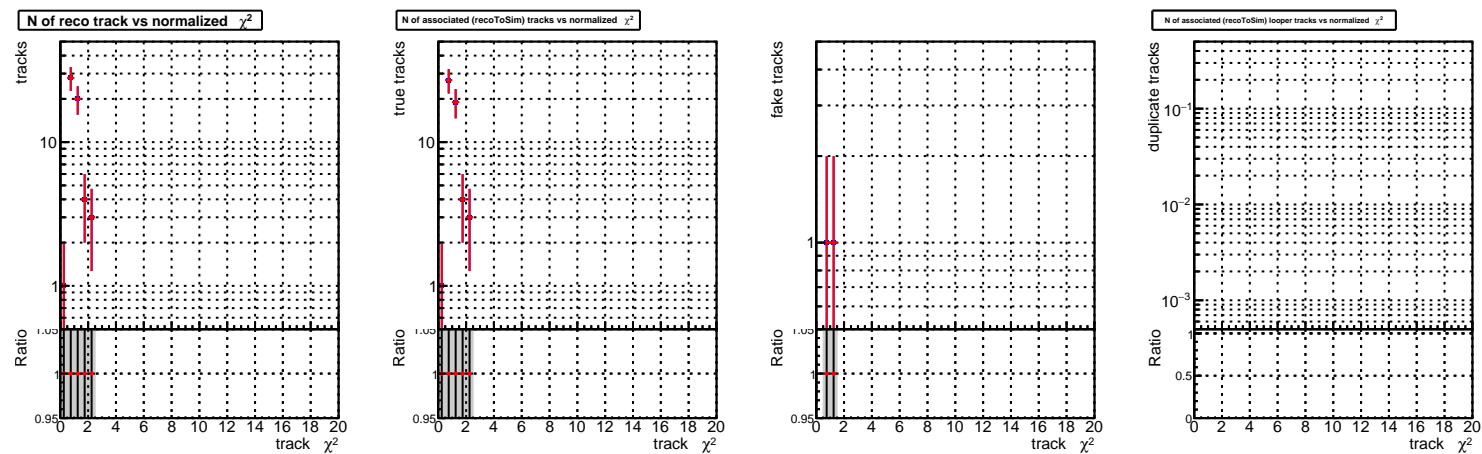 N of reco track vs normalized χ²
tracks
10
1
Ratio
1.05
1
0.95
0 2 4 6 8 10 12 14 16 18 20
track χ²
N of associated (recoToSim) tracks vs normalized χ²
true tracks
10
1
Ratio
1.05
1
0.95
0 2 4 6 8 10 12 14 16 18 20
track χ²
fake tracks
1
Ratio
1.05
1
0.95
0 2 4 6 8 10 12 14 16 18 20
track χ²
N of associated (recoToSim) looper tracks vs normalized χ²
duplicate tracks
10⁻¹
10⁻²
10⁻³
Ratio
1
0.5
0
0 2 4 6 8 10 12 14 16 18 20
track χ²